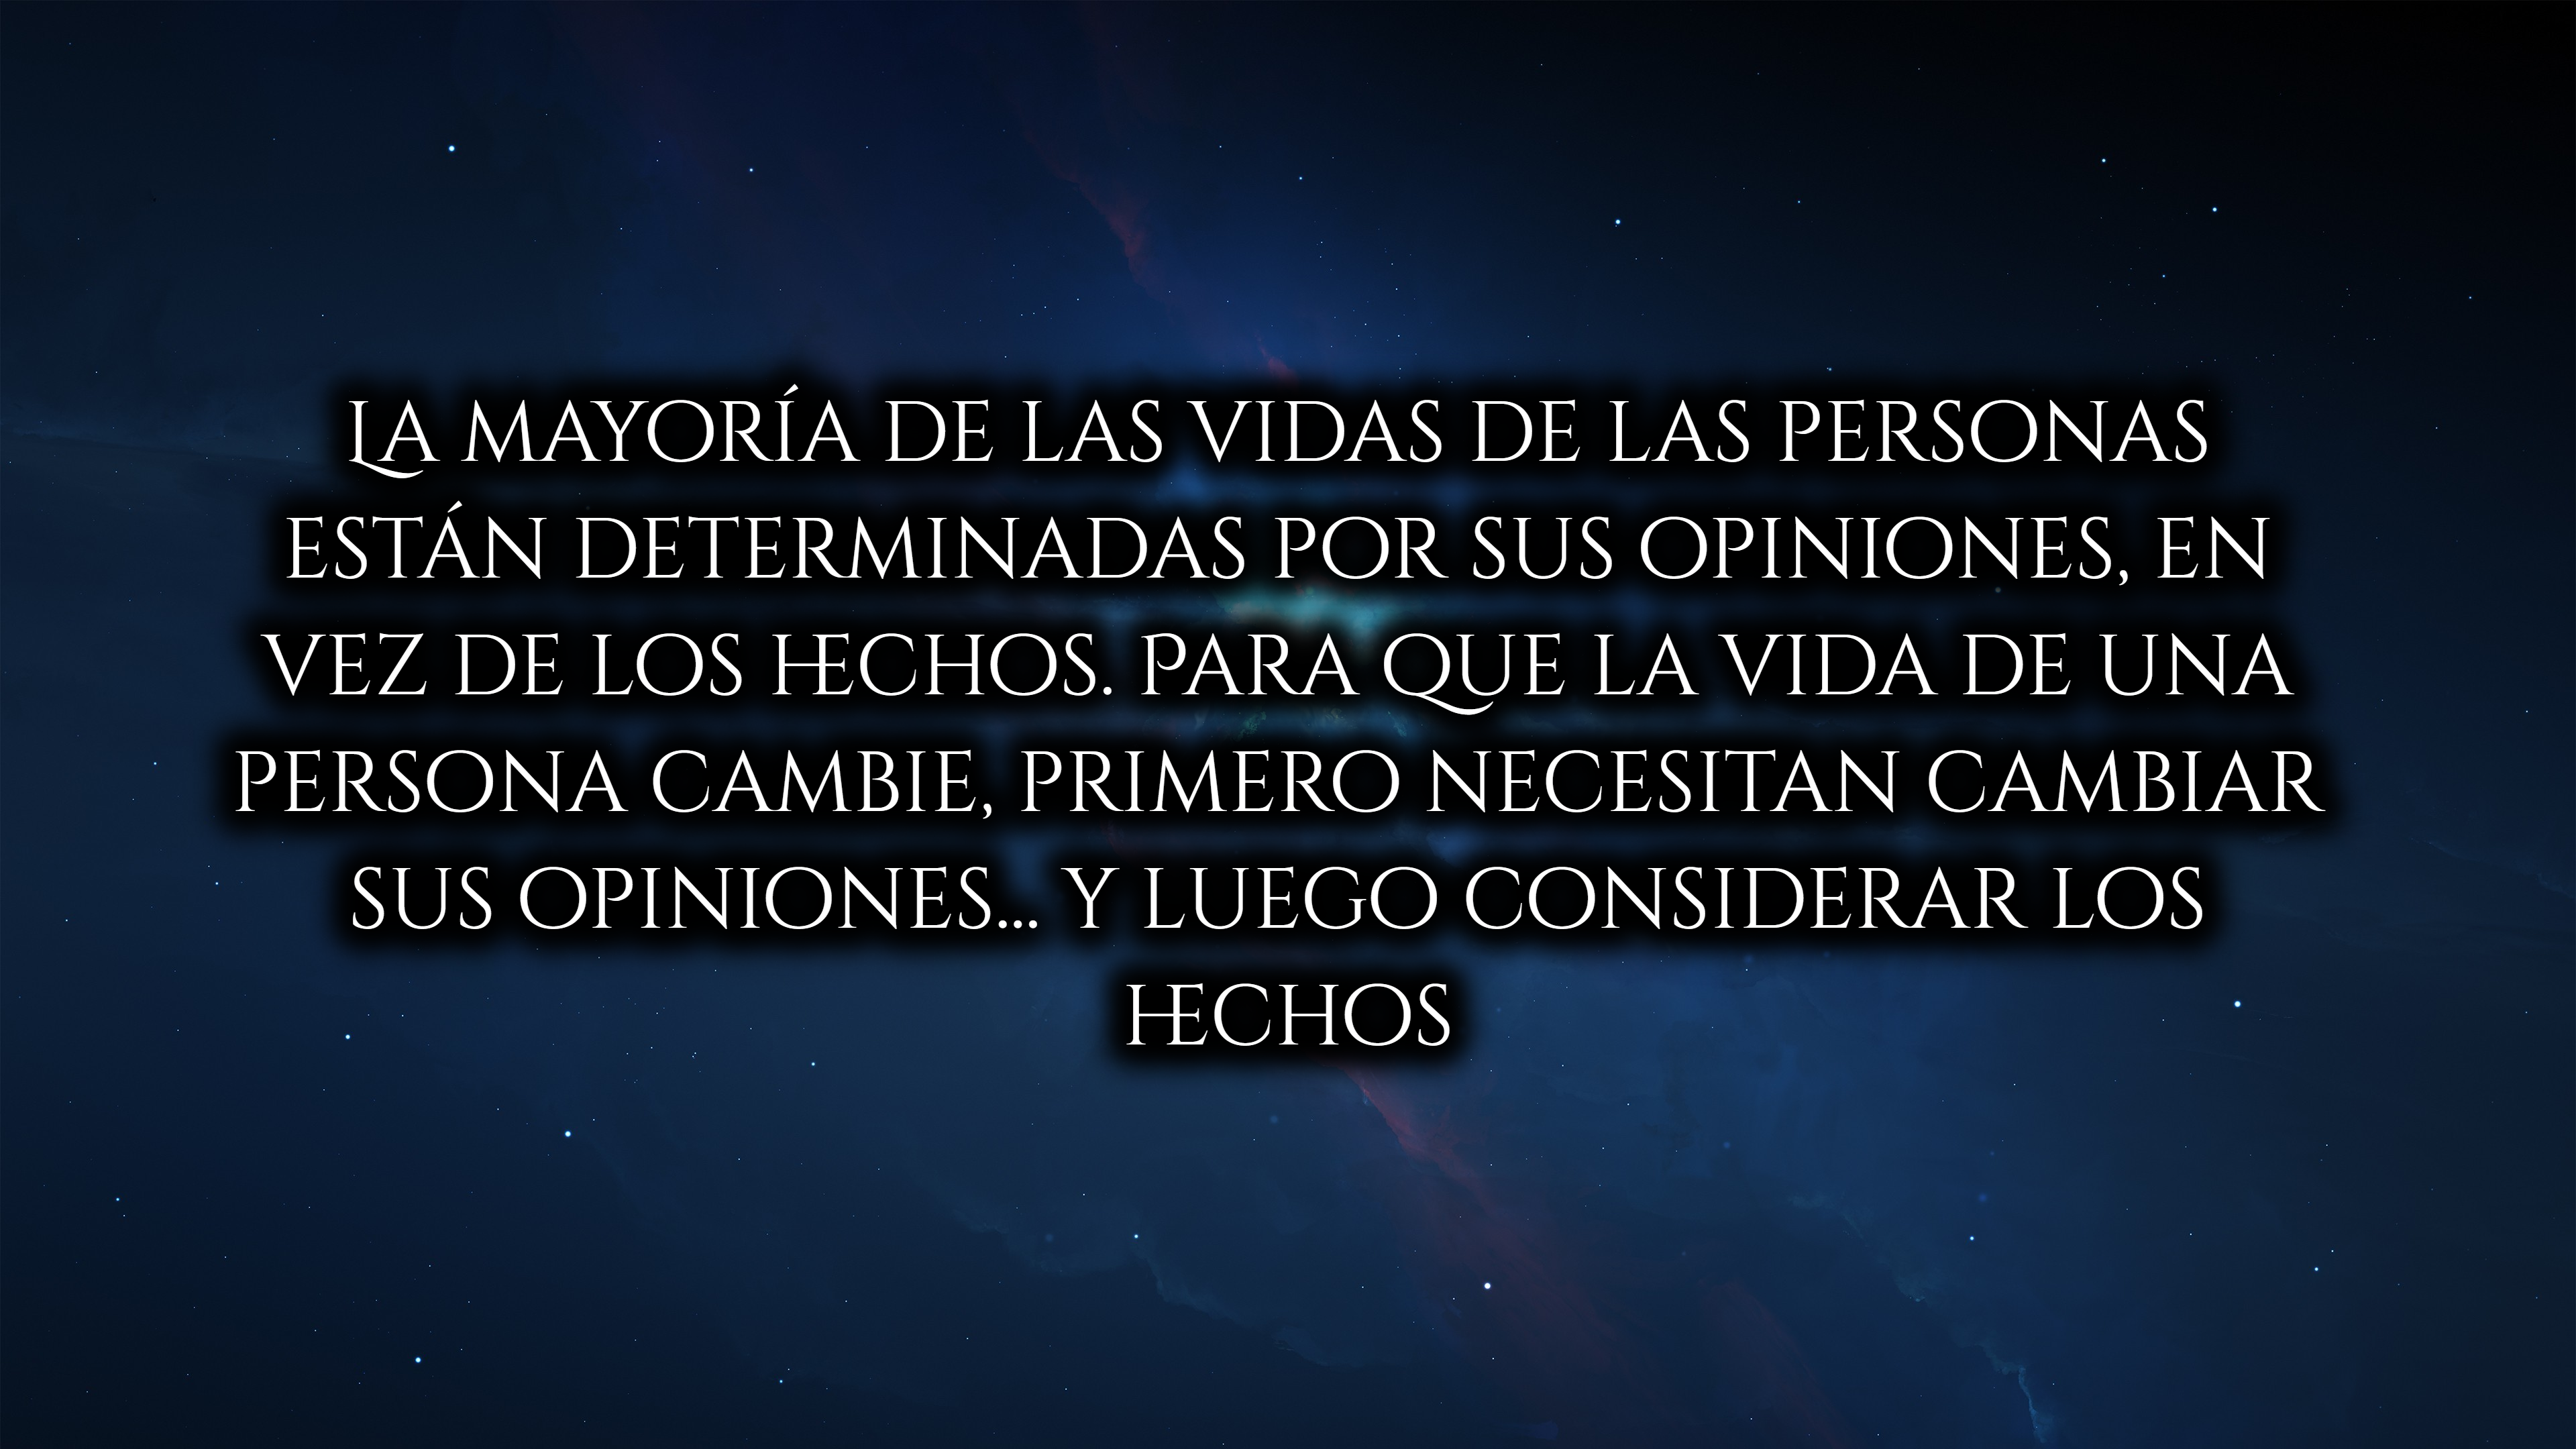 La mayoría de las vidas de las personas
están determinadas por sus opiniones, en
vez de los hechos. Para que la vida de una
persona cambie, primero necesitan cambiar
sus opiniones... y luego considerar los
hechos